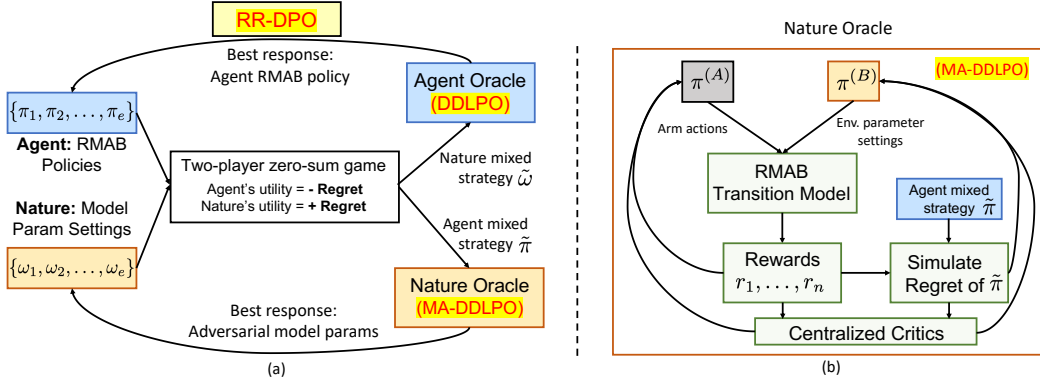 RR-DPO
Best response:
Agent RMAB policy
{π₁, π₂, . . . , πₑ}
Agent: RMAB
Policies
Agent Oracle
(DDLPO)
Two-player zero-sum game
Agent's utility = - Regret
Nature's utility = + Regret
Nature mixed
strategy ω̃
Nature: Model
Param Settings
{ω₁, ω₂, . . . , ωₑ}
Agent mixed
strategy π̃
Nature Oracle
(MA-DDLPO)
Best response:
Adversarial model params
(a)
Nature Oracle
(MA-DDLPO)
π⁽ᴬ⁾
π⁽ᴮ⁾
Arm actions
Env. parameter
settings
RMAB
Transition Model
Agent mixed
strategy π̃
Rewards
r₁, . . . , rₙ
Simulate
Regret of π̃
Centralized Critics
(b)